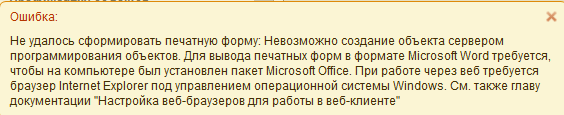 Ошибка:
Не удалось сформировать печатную форму: Невозможно создание объекта сервером
программирования объектов. Для вывода печатных форм в формате Microsoft Word требуется,
чтобы на компьютере был установлен пакет Microsoft Office. При работе через веб требуется
браузер Internet Explorer под управлением операционной системы Windows. См. также главу
документации "Настройка веб-браузеров для работы в веб-клиенте"